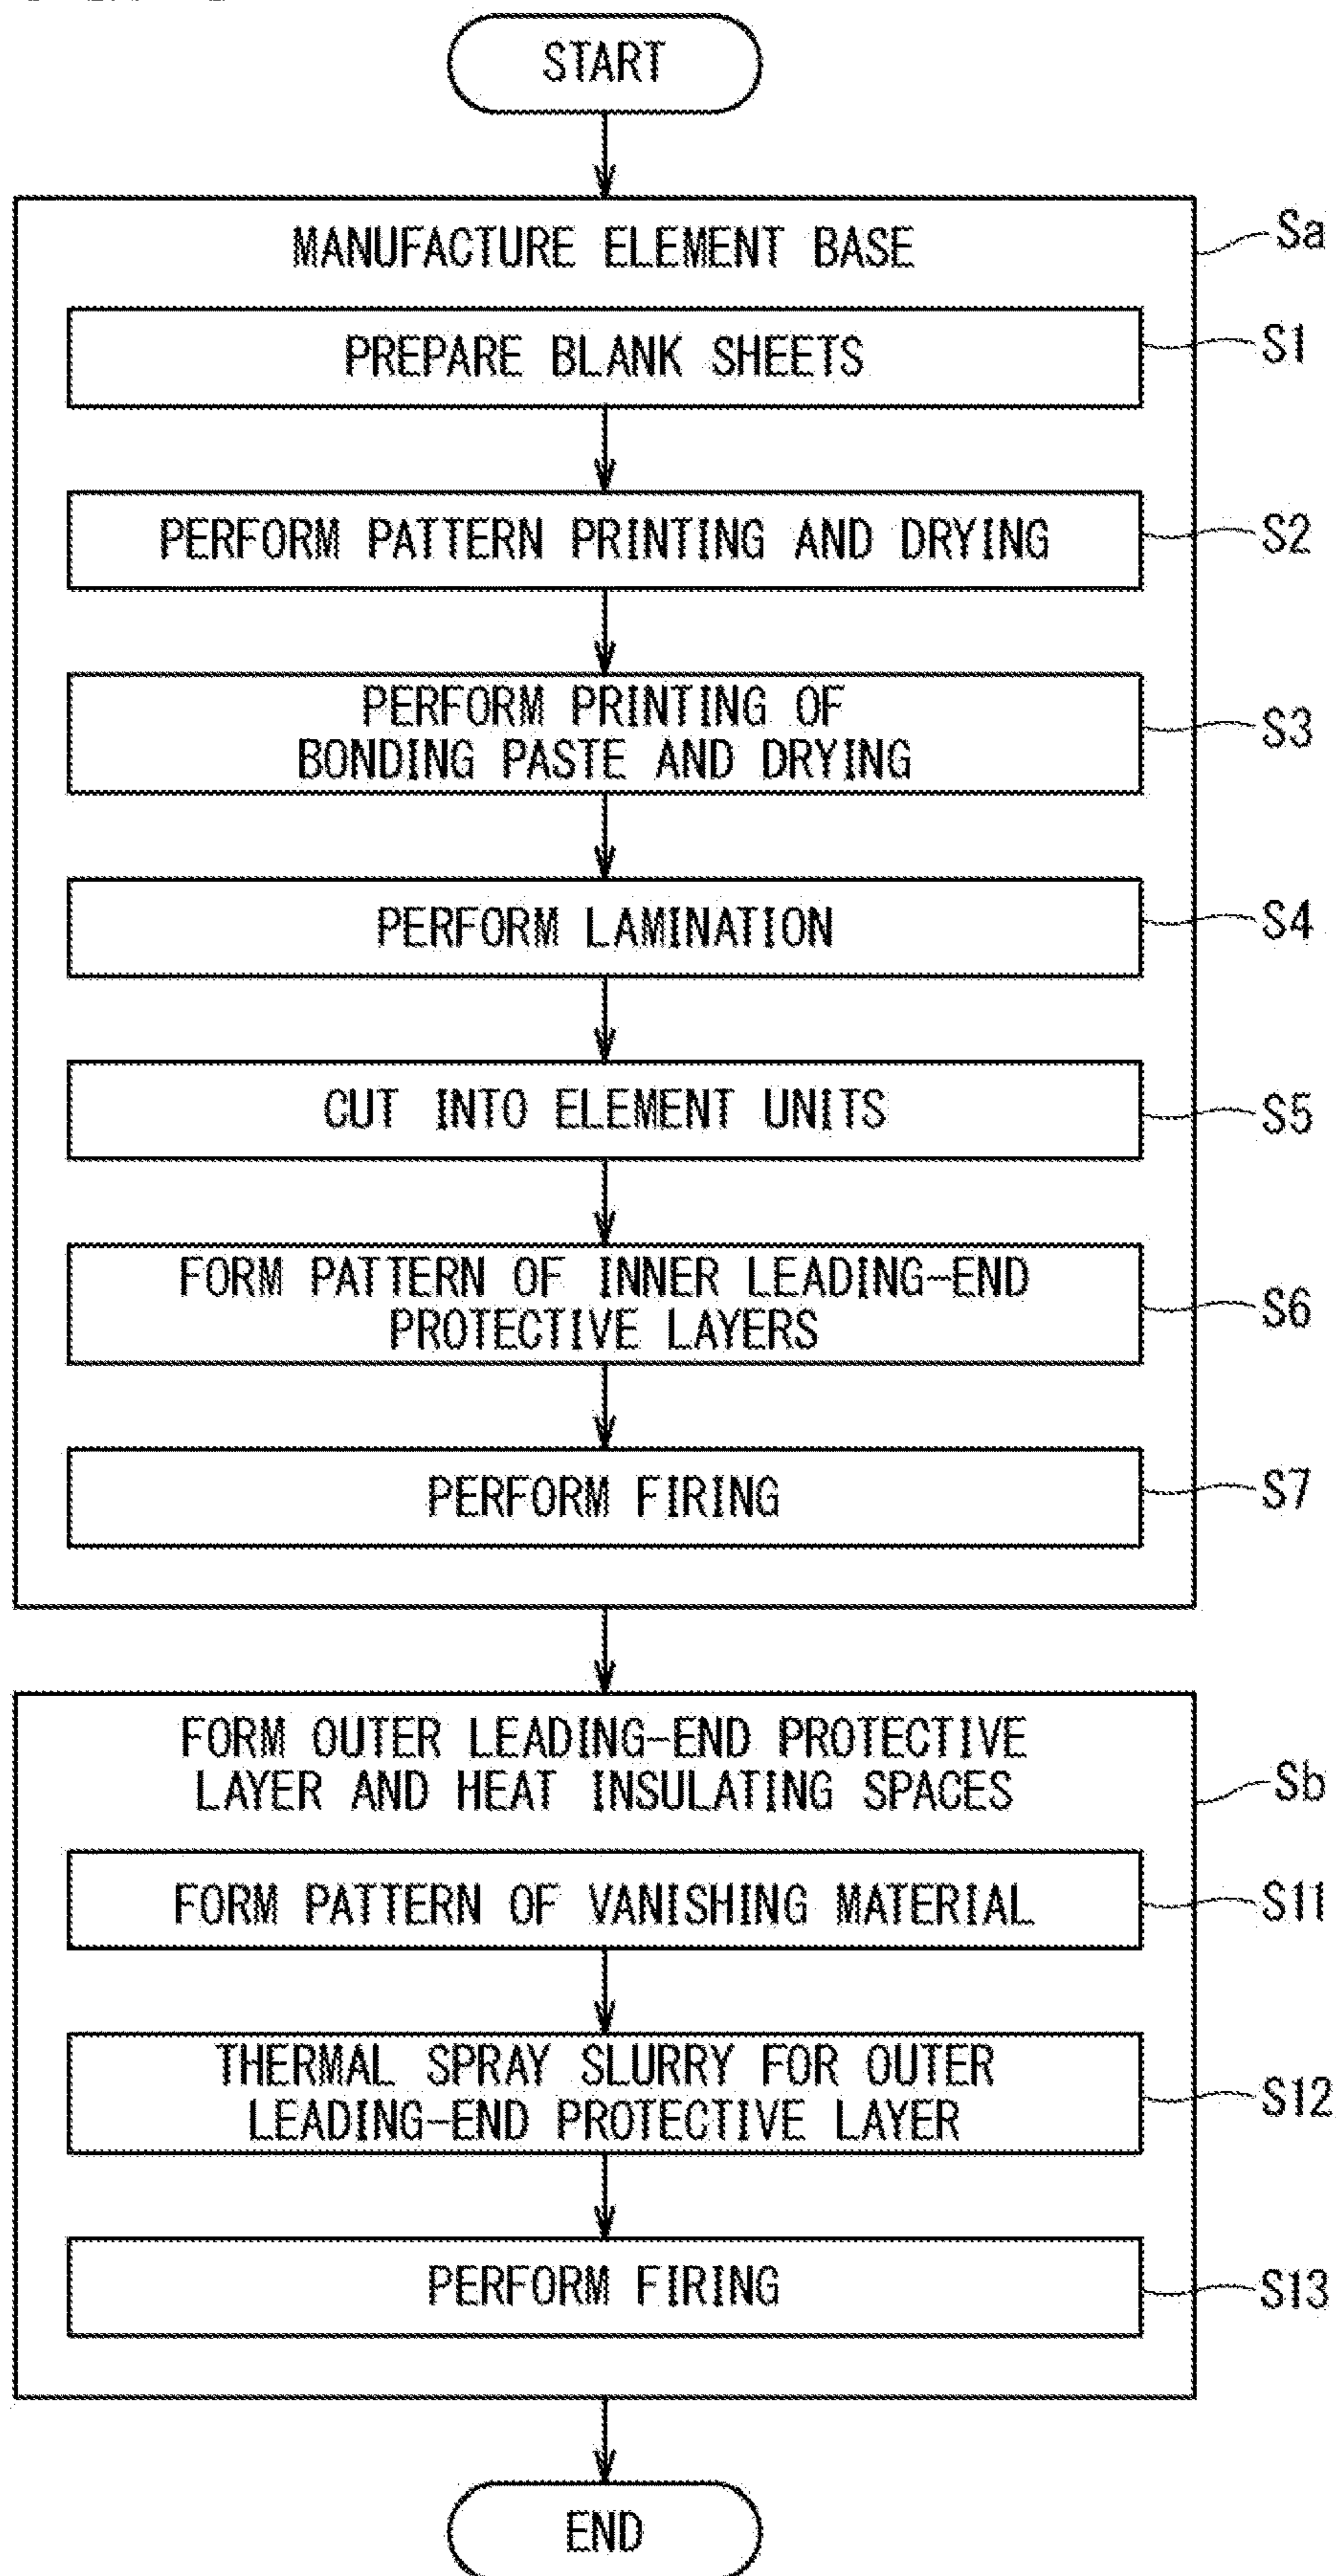 START
MANUFACTURE ELEMENT BASE
Sa
PREPARE BLANK SHEETS
S1
PERFORM PATTERN PRINTING AND DRYING
S2
PERFORM PRINTING OF
BONDING PASTE AND DRYING
S3
PERFORM LAMINATION
S4
CUT INTO ELEMENT UNITS
S5
FORM PATTERN OF INNER LEADING-END
PROTECTIVE LAYERS
S6
PERFORM FIRING
S7
FORM OUTER LEADING-END PROTECTIVE
LAYER AND HEAT INSULATING SPACES
Sb
FORM PATTERN OF VANISHING MATERIAL
S11
THERMAL SPRAY SLURRY FOR OUTER
LEADING-END PROTECTIVE LAYER
S12
PERFORM FIRING
S13
END